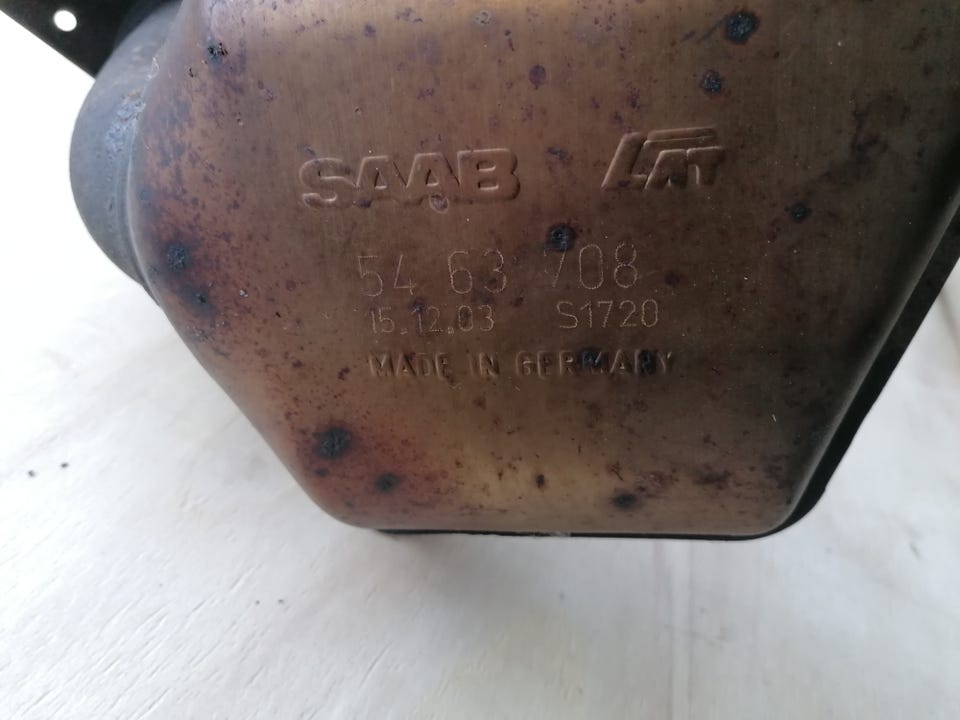 SAAB
54 63 708
15.12.03 S1720
MADE IN GERMANY